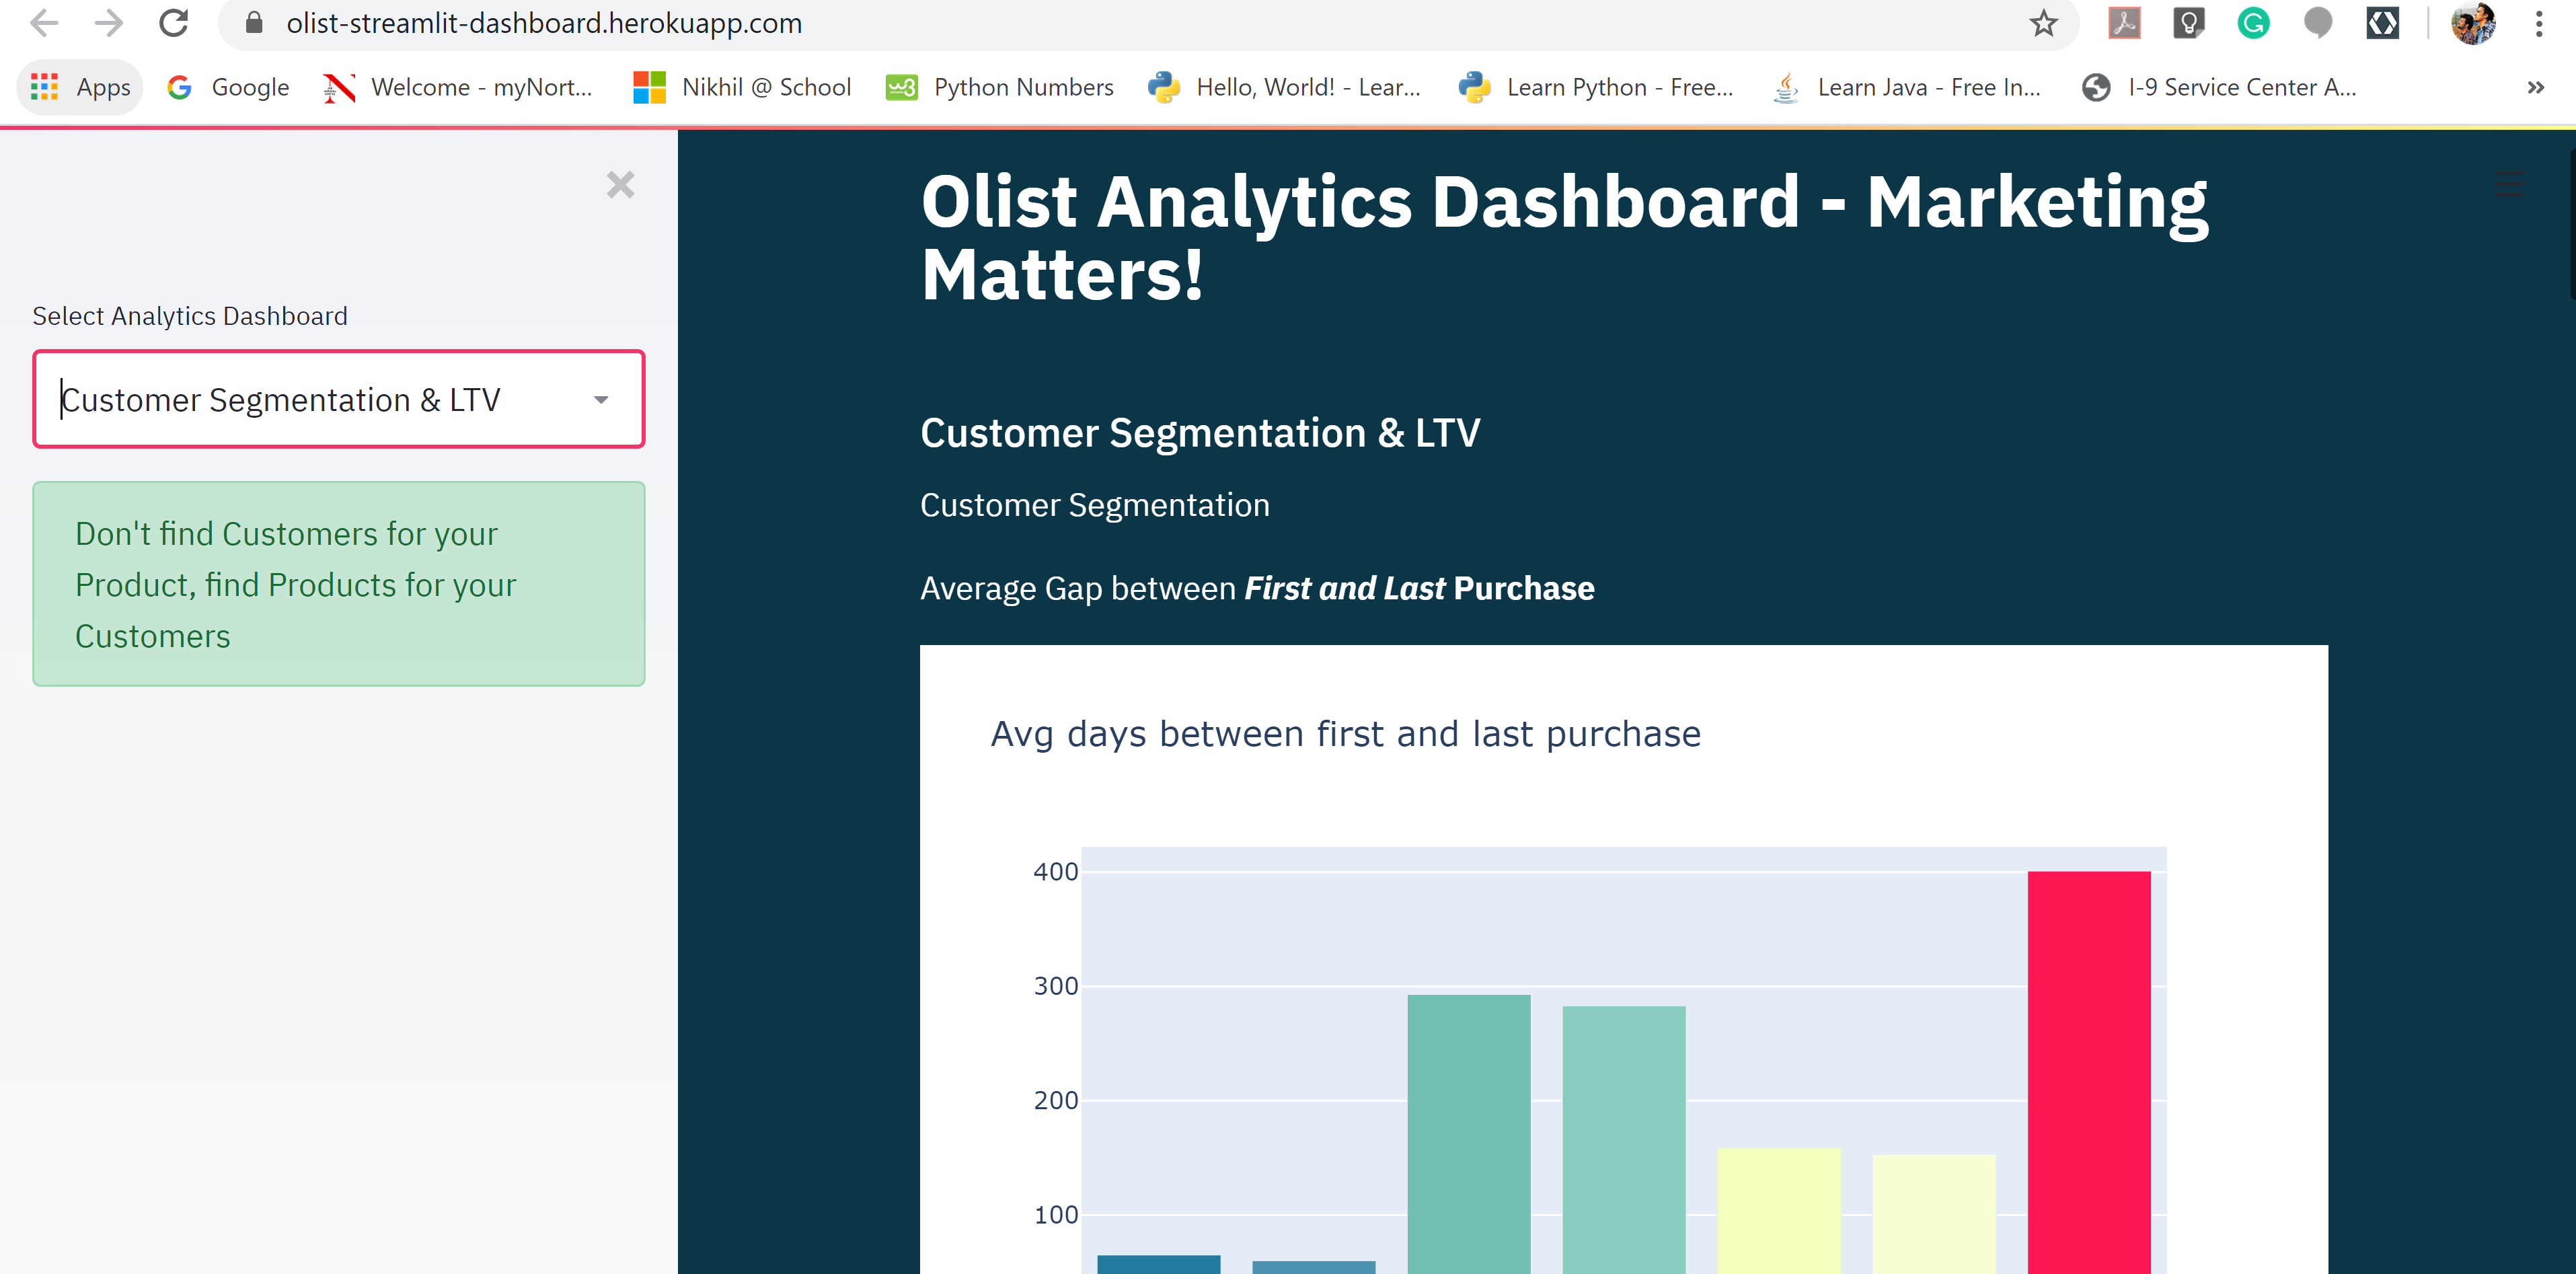 olist-streamlit-dashboard.herokuapp.com
Apps
Google
Welcome - myNort...
Nikhil @ School
w3
Python Numbers
Hello, World! - Lear...
Learn Python - Free...
Learn Java - Free In...
I-9 Service Center A...
»
Select Analytics Dashboard
Customer Segmentation & LTV
Don't find Customers for your
Product, find Products for your
Customers
Olist Analytics Dashboard - Marketing
Matters!
Customer Segmentation & LTV
Customer Segmentation
Average Gap between First and Last Purchase
Avg days between first and last purchase
400
300
200
100